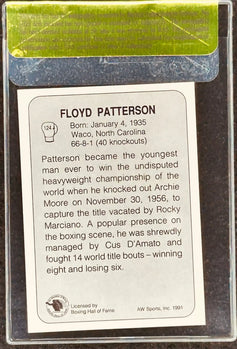 FLOYD PATTERSON
124
Born: January 4, 1935
Waco, North Carolina
66-8-1 (40 knockouts)
Patterson became the youngest
man ever to win the undisputed
heavyweight championship of the
world when he knocked out Archie
Moore on November 30, 1956, to
capture the title vacated by Rocky
Marciano. A popular presence on
the boxing scene, he was shrewdly
managed by Cus D'Amato and
fought 14 world title bouts – winning
eight and losing six.
Licensed by
Boxing Hall of Fame
AW Sports, Inc. 1991